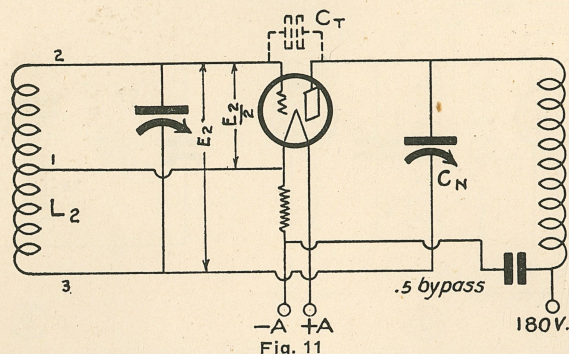 C_T
2
E_2
E_2/2
1
L_2
C_N
3
.5 bypass
-A +A
180V.
Fig. 11